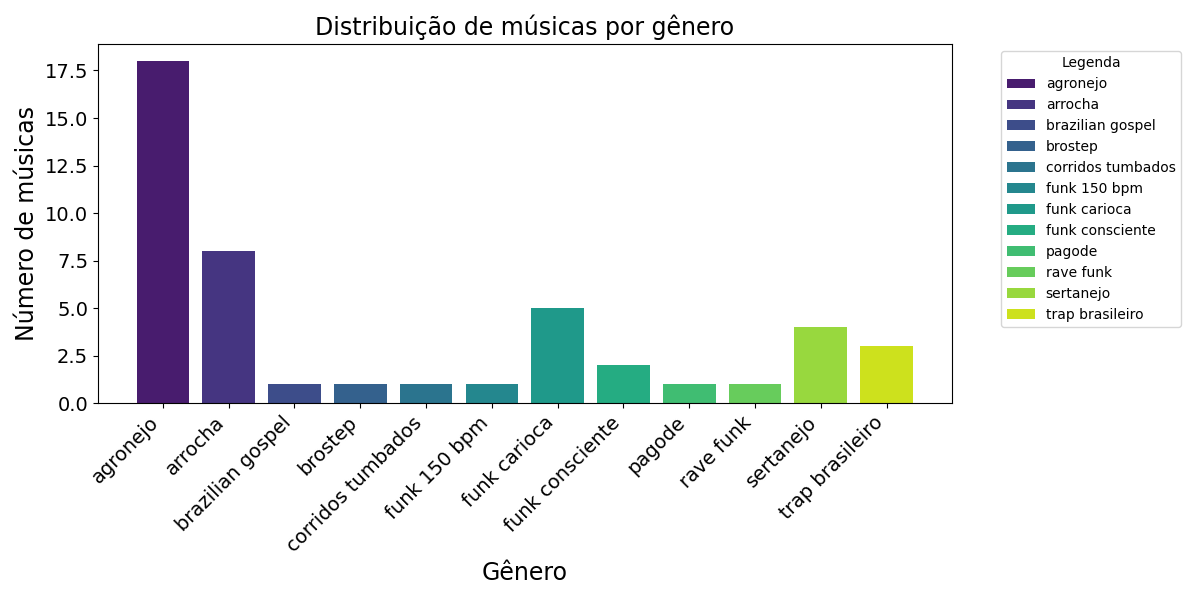 Distribuição de músicas por gênero
Número de músicas
17.5
15.0
12.5
10.0
7.5
5.0
2.5
0.0
agronejo
arrocha
brazilian gospel
brostep
corridos tumbados
funk 150 bpm
funk carioca
funk consciente
pagode
rave funk
sertanejo
trap brasileiro
Gênero
Legenda
agronejo
arrocha
brazilian gospel
brostep
corridos tumbados
funk 150 bpm
funk carioca
funk consciente
pagode
rave funk
sertanejo
trap brasileiro